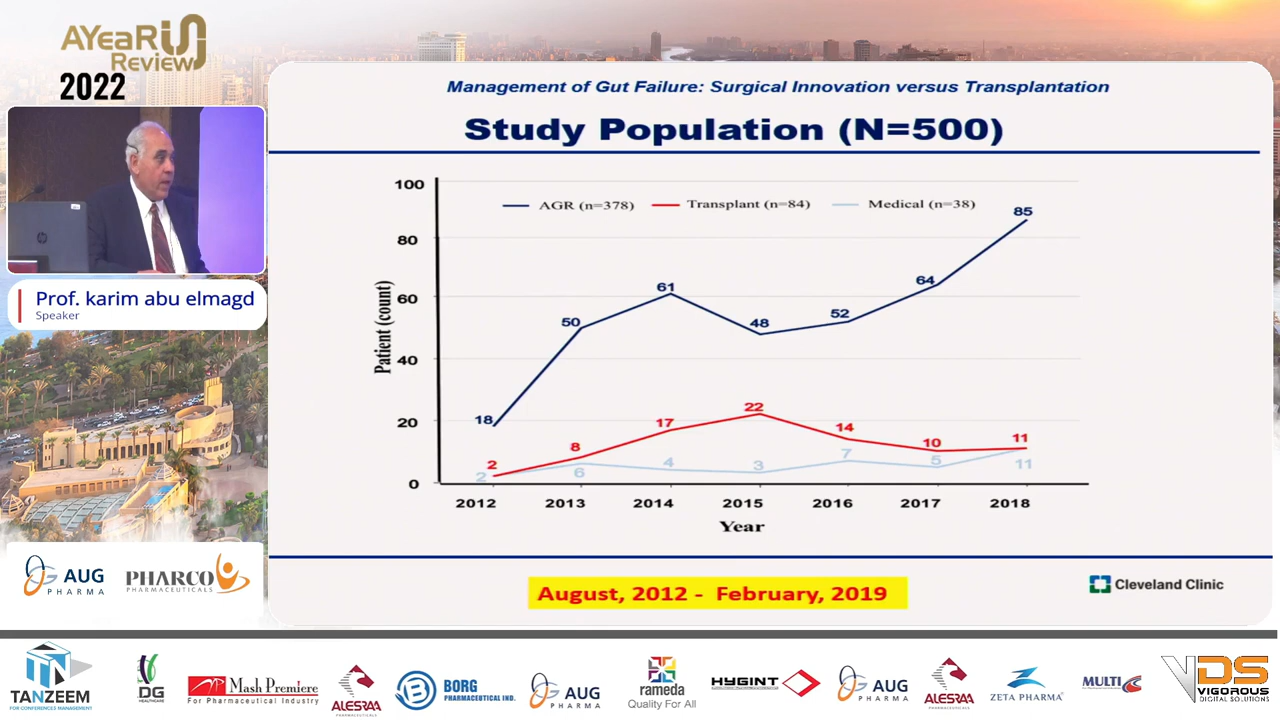 AYeaR IN
Review
2022
Management of Gut Failure: Surgical Innovation versus Transplantation
Study Population (N=500)
Prof. karim abu elmagd
Speaker
AGR (n=378)
Transplant (n=84)
Medical (n=38)
Patient (count)
100
80
60
40
20
0
18
50
61
48
52
64
85
2
8
17
22
14
10
11
2
6
4
3
7
5
11
2012
2013
2014
2015
2016
2017
2018
Year
August, 2012 - February, 2019
Cleveland Clinic
AUG
PHARMA
PHARCO
PHARMACEUTICALS
TANZEEM
FOR CONFERENCES MANAGEMENT
DG
HEALTHCARE
Mash Premiere
For Pharmaceutical Industry
ALESRAA
PHARMACEUTICALS
BORG
PHARMACEUTICAL IND.
AUG
PHARMA
rameda
Quality For All
HYGINT
AUG
PHARMA
ALESRAA
PHARMACEUTICALS
ZETA PHARMA
MULTI
VDS
VIGOROUS
DIGITAL SOLUTIONS